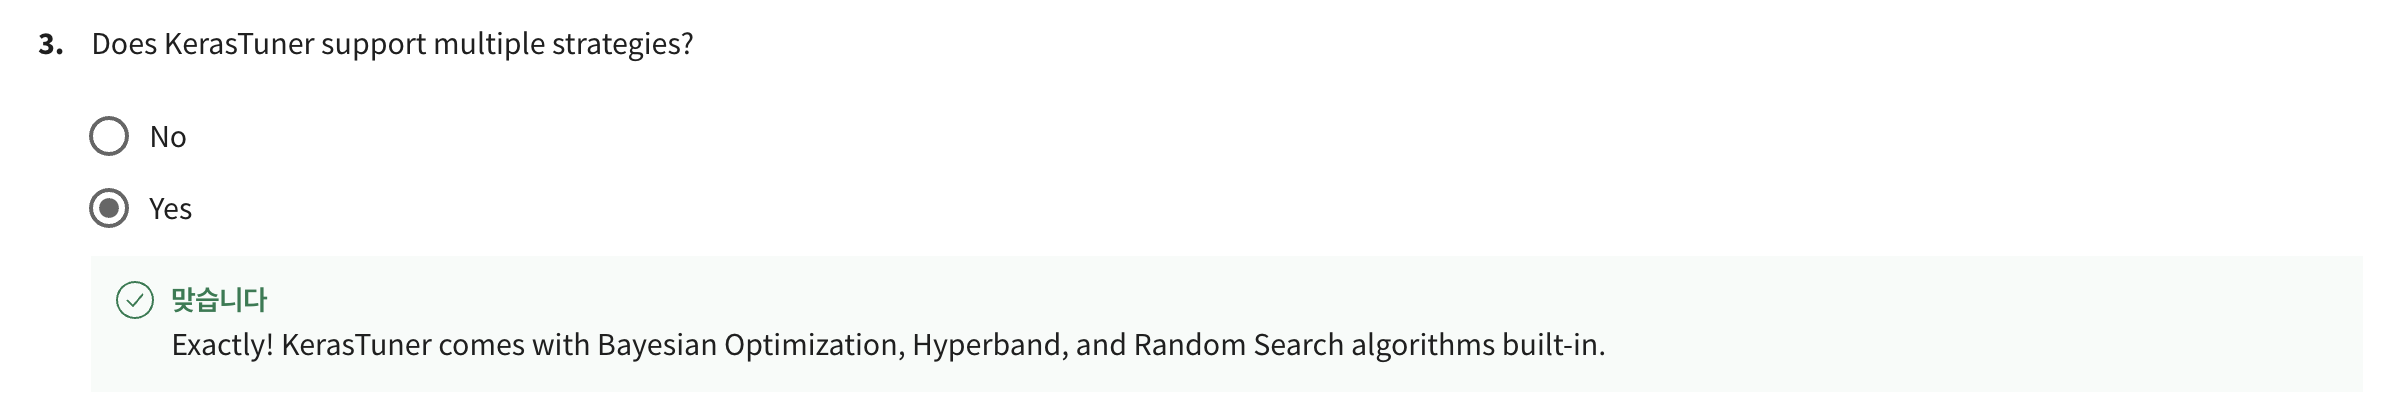 3. Does KerasTuner support multiple strategies?
No
Yes
맞습니다
Exactly! KerasTuner comes with Bayesian Optimization, Hyperband, and Random Search algorithms built-in.